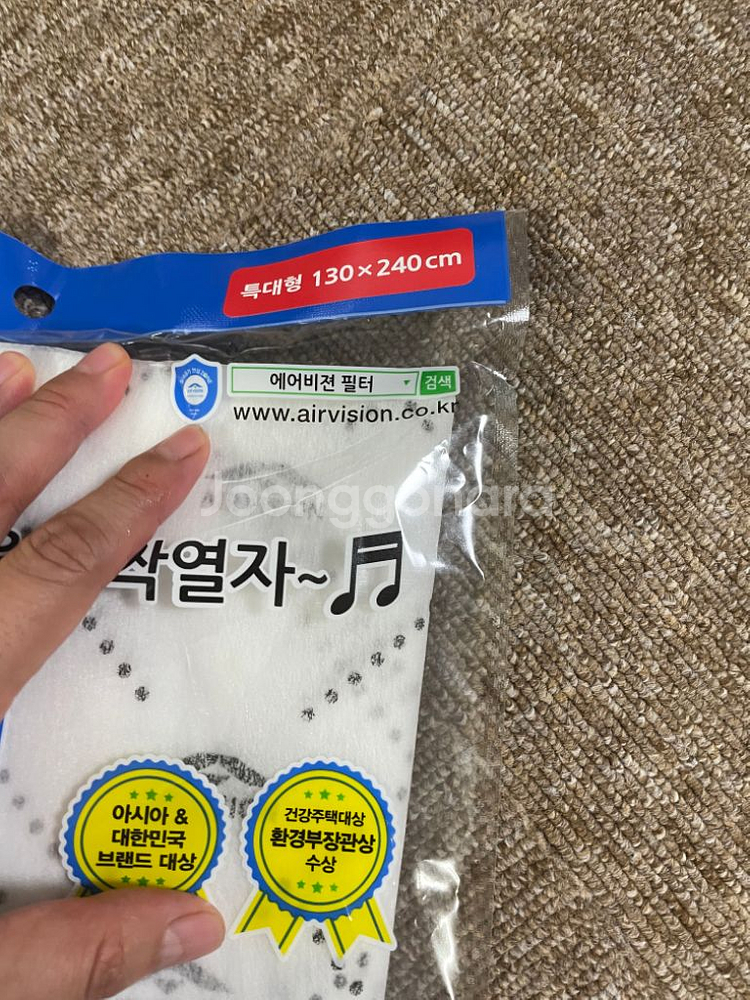 특대형 130×240cm
에어비젼 필터 검색
www.airvision.co.kr
Joonggonara
열자~
아시아 &
대한민국
브랜드 대상
건강주택대상
환경부장관상
수상